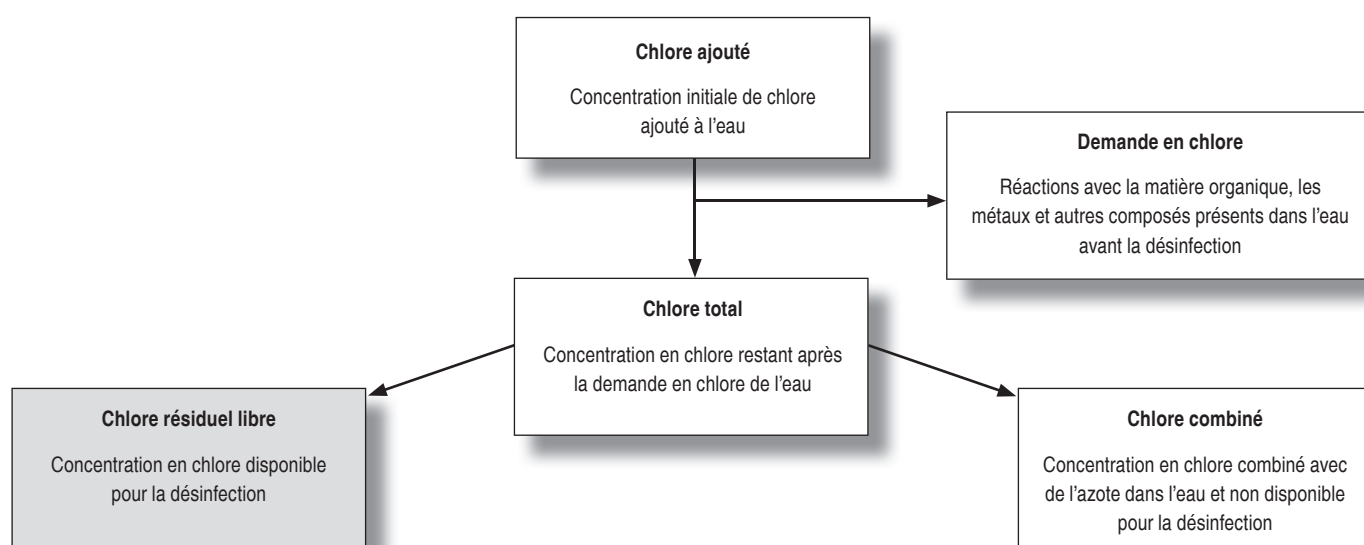 Chlore ajouté
Concentration initiale de chlore
ajouté à l’eau
Demande en chlore
Réactions avec la matière organique, les
métaux et autres composés présents dans l’eau
avant la désinfection
Chlore total
Concentration en chlore restant après
la demande en chlore de l’eau
Chlore résiduel libre
Concentration en chlore disponible
pour la désinfection
Chlore combiné
Concentration en chlore combiné avec
de l’azote dans l’eau et non disponible
pour la désinfection